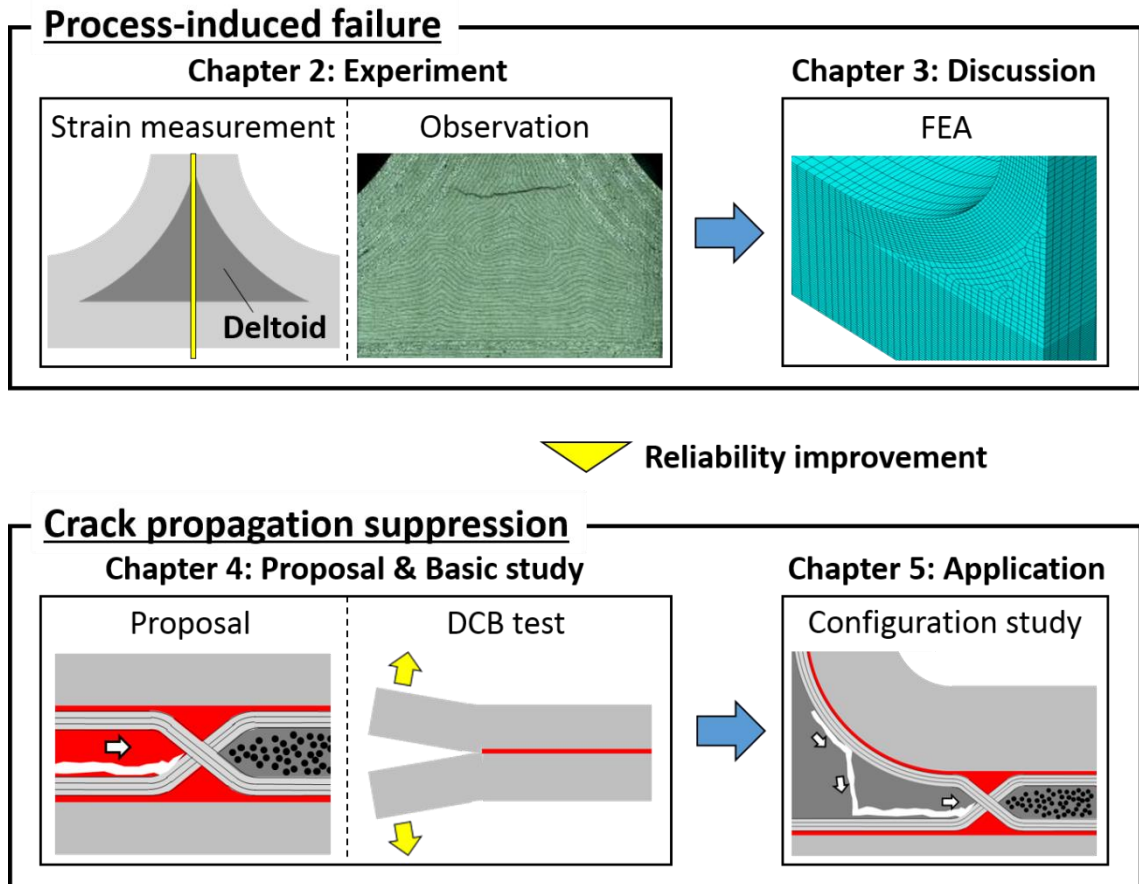 Process-induced failure
Chapter 2: Experiment
Chapter 3: Discussion
Strain measurement
Observation
FEA
Deltoid
Reliability improvement
Crack propagation suppression
Chapter 4: Proposal & Basic study
Chapter 5: Application
Proposal
DCB test
Configuration study